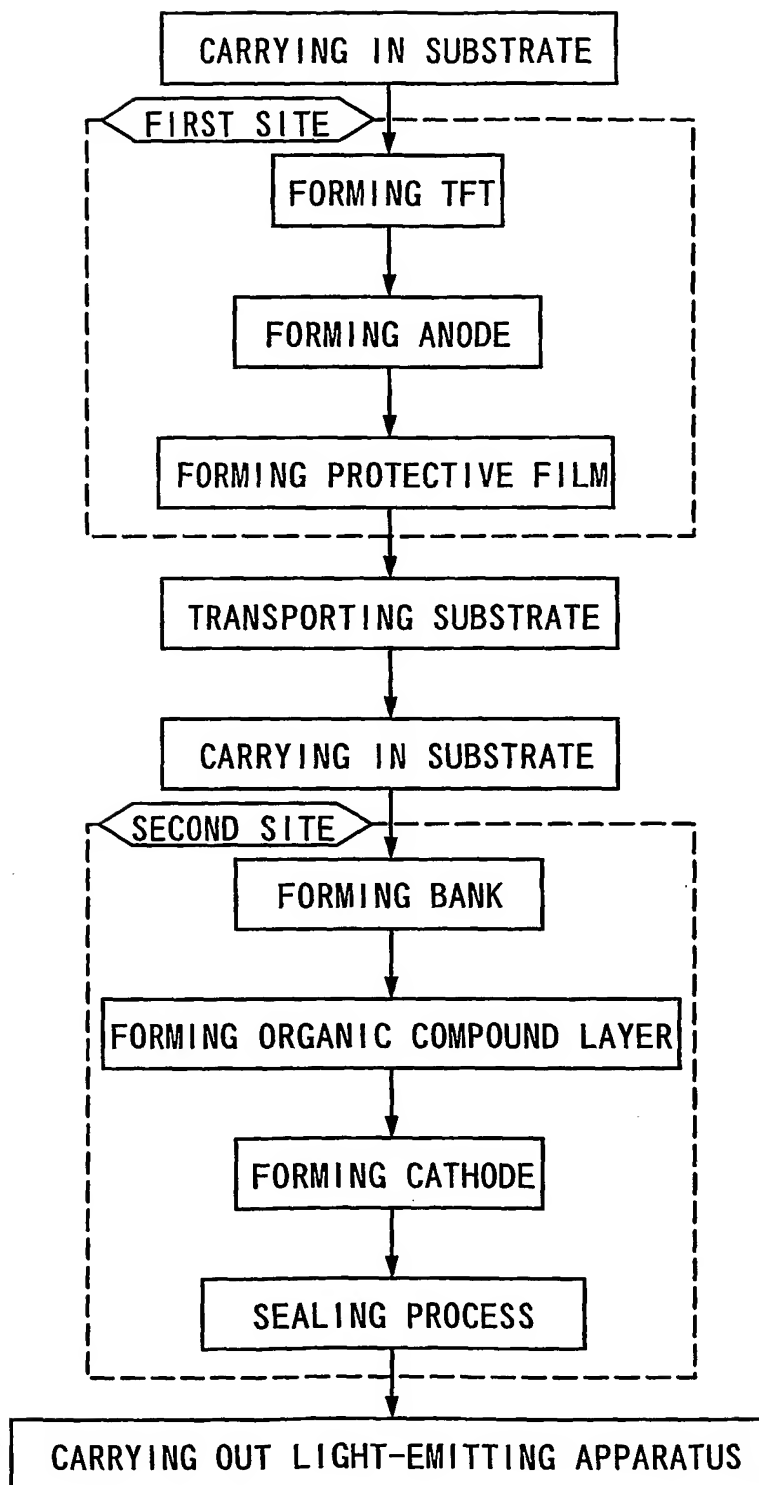 CARRYING IN SUBSTRATE
FIRST SITE
FORMING TFT
FORMING ANODE
FORMING PROTECTIVE FILM
TRANSPORTING SUBSTRATE
CARRYING IN SUBSTRATE
SECOND SITE
FORMING BANK
FORMING ORGANIC COMPOUND LAYER
FORMING CATHODE
SEALING PROCESS
CARRYING OUT LIGHT-EMITTING APPARATUS